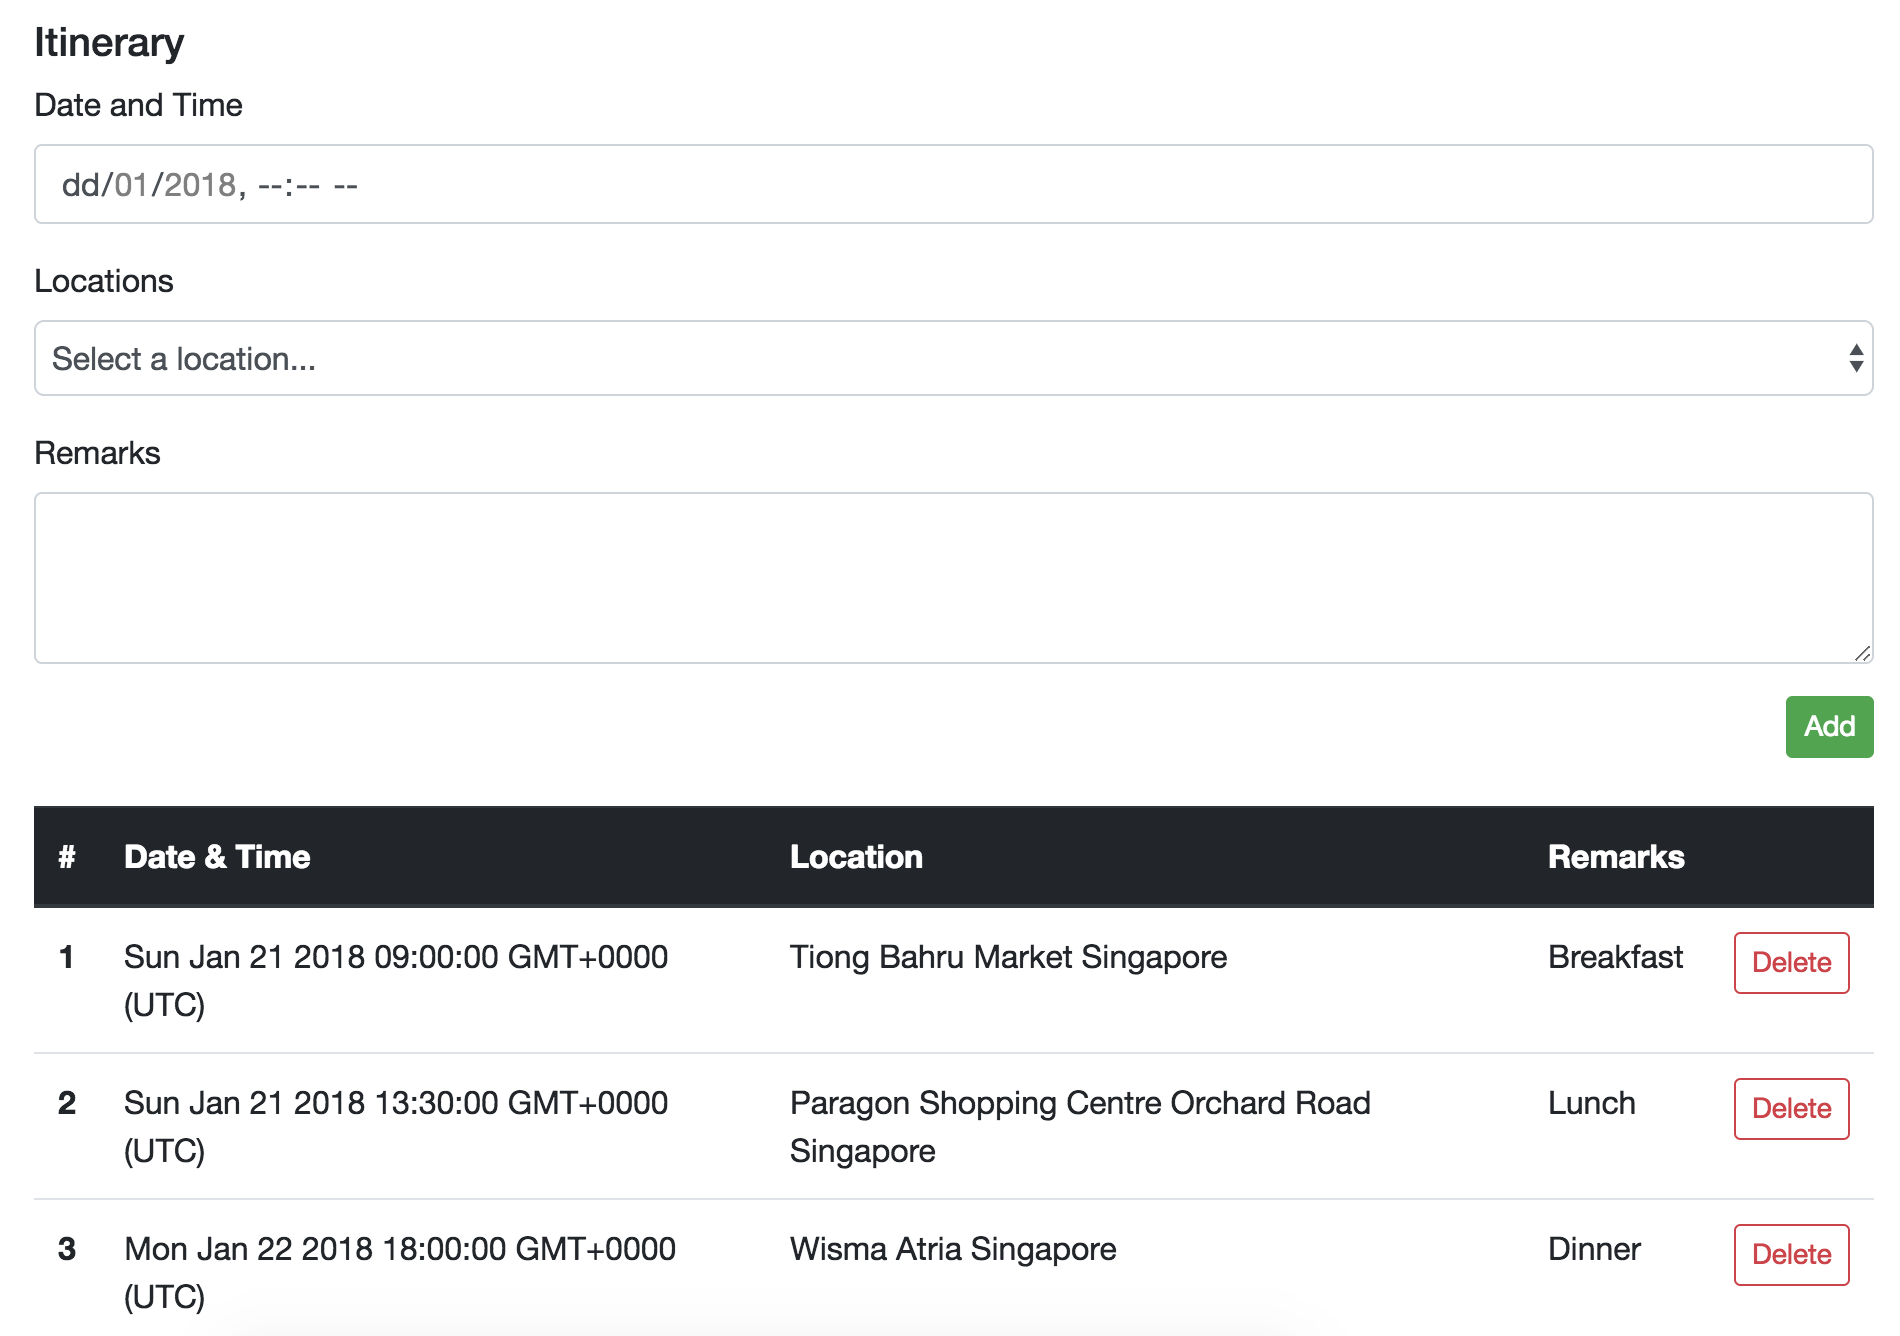 Itinerary
Date and Time
dd/01/2018, --:-- --
Locations
Select a location...
Remarks
Add
# Date & Time Location Remarks
1 Sun Jan 21 2018 09:00:00 GMT+0000 Tiong Bahru Market Singapore Breakfast Delete
(UTC)
2 Sun Jan 21 2018 13:30:00 GMT+0000 Paragon Shopping Centre Orchard Road Lunch Delete
(UTC) Singapore
3 Mon Jan 22 2018 18:00:00 GMT+0000 Wisma Atria Singapore Dinner Delete
(UTC)